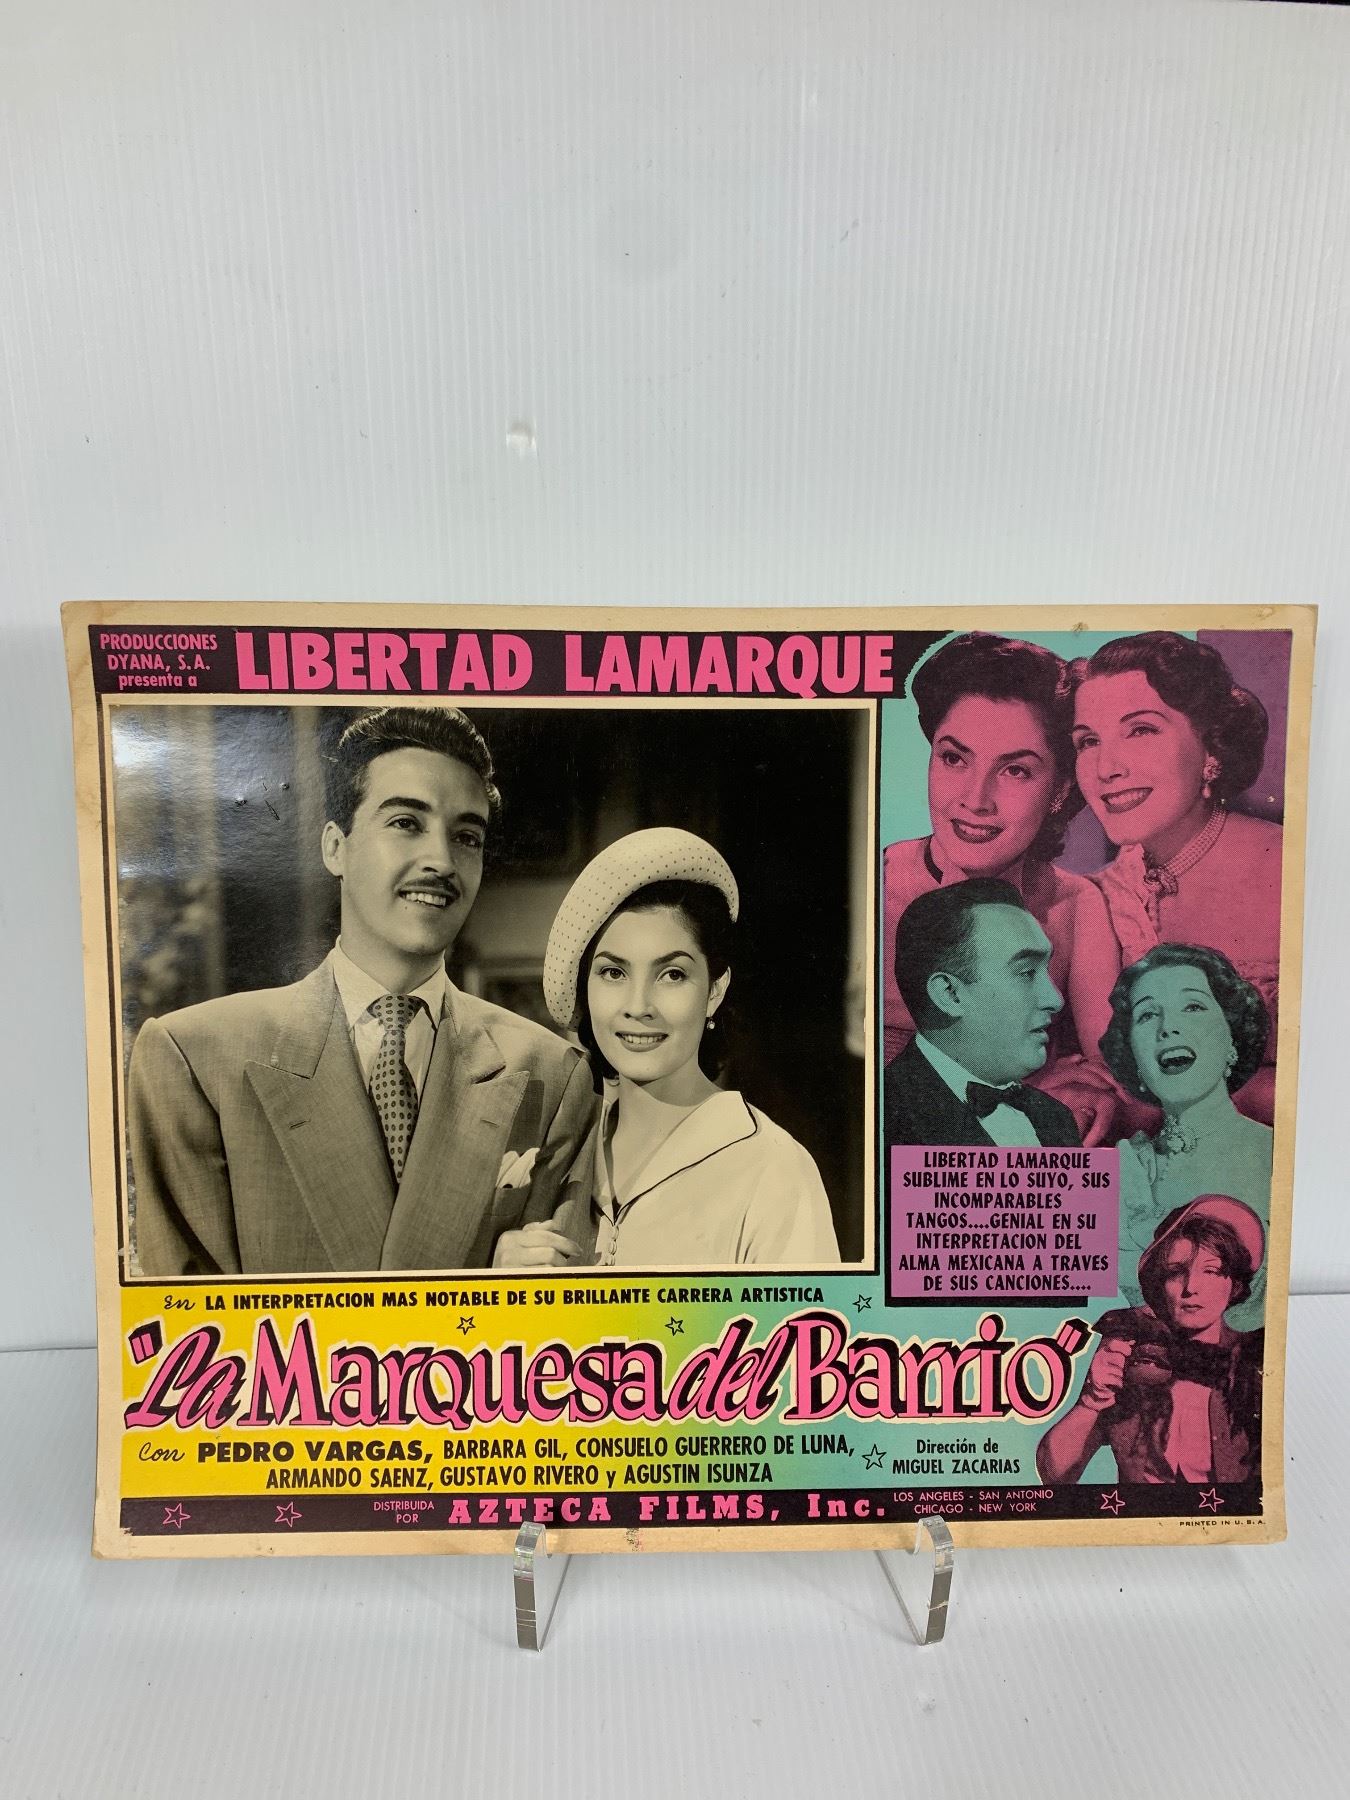 PRODUCCIONES
DYANA, S.A.
presenta a
LIBERTAD LAMARQUE
LIBERTAD LAMARQUE
SUBLIME EN LO SUYO, SUS
INCOMPARABLES
TANGOS....GENIAL EN SU
INTERPRETACION DEL
ALMA MEXICANA A TRAVES
DE SUS CANCIONES....
En LA INTERPRETACION MAS NOTABLE DE SU BRILLANTE CARRERA ARTISTICA
"La Marquesa del Barrio"
Con PEDRO VARGAS, BARBARA GIL, CONSUELO GUERRERO DE LUNA,
ARMANDO SAENZ, GUSTAVO RIVERO y AGUSTIN ISUNZA
Dirección de
MIGUEL ZACARIAS
DISTRIBUIDA
POR
AZTECA FILMS, Inc.
LOS ANGELES - SAN ANTONIO
CHICAGO - NEW YORK
PRINTED IN U. S. A.